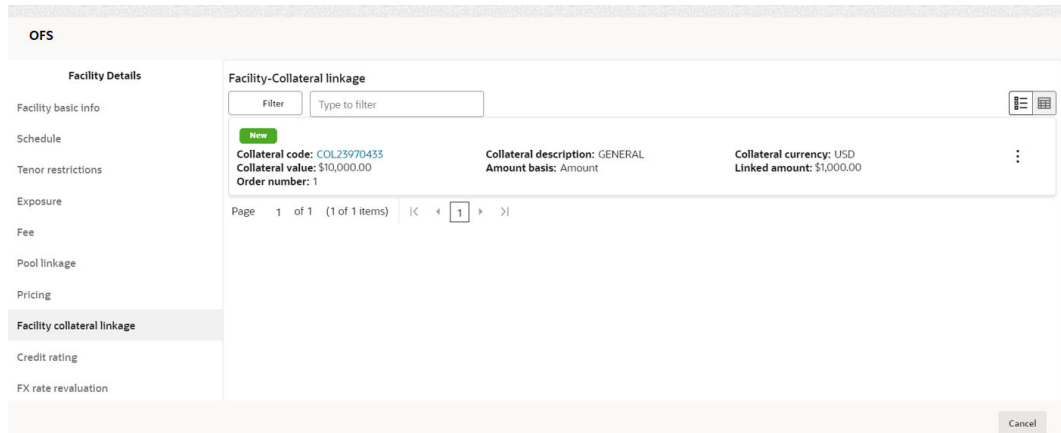 OFS
Facility Details
Facility basic info
Schedule
Tenor restrictions
Exposure
Fee
Pool linkage
Pricing
Facility collateral linkage
Credit rating
FX rate revaluation
Facility-Collateral linkage
Filter Type to filter
New
Collateral code: COL23970433 Collateral description: GENERAL Collateral currency: USD
Collateral value: $10,000.00 Amount basis: Amount Linked amount: $1,000.00
Order number: 1
Page 1 of 1 (1 of 1 items) 1
Cancel